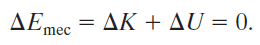 ΔE_mec = ΔK + ΔU = 0.